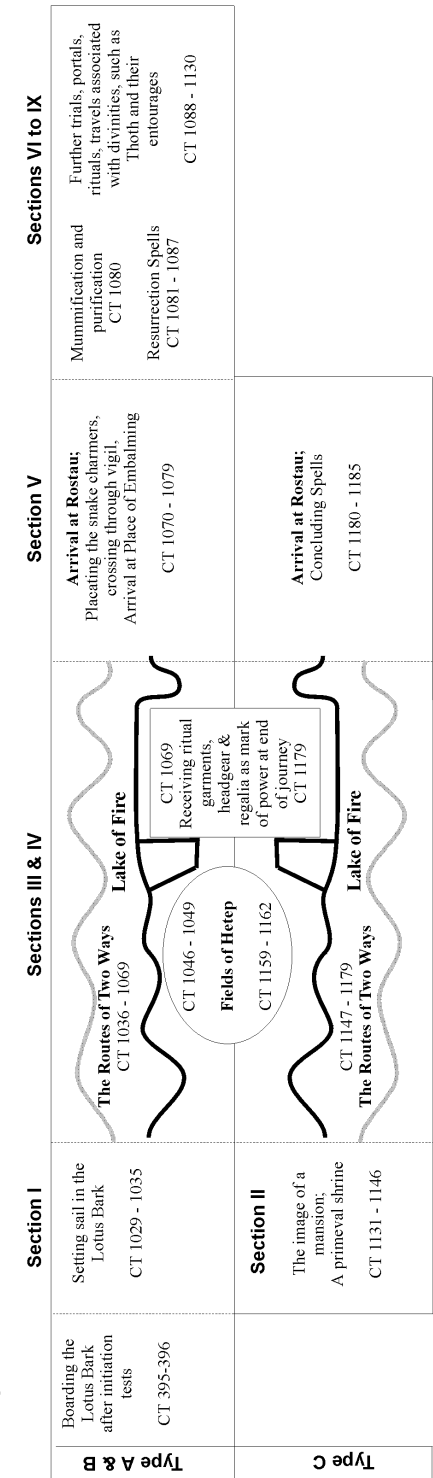 Type A & B
Boarding the
Lotus Bark
after initiation
tests
CT 395-396
Section I
Setting sail in the
Lotus Bark
CT 1029 - 1035
Sections III & IV
The Routes of Two Ways
CT 1036 - 1069
Lake of Fire
CT 1046 - 1049
Fields of Hetep
CT 1159 - 1162
CT 1069
Receiving ritual
garments,
headgear &
regalia as mark
of power at end
of journey
CT 1179
Section V
Arrival at Rostau;
Placating the snake charmers,
crossing through vigil,
Arrival at Place of Embalming
CT 1070 - 1079
Sections VI to IX
Mummification and
purification
CT 1080
Resurrection Spells
CT 1081 - 1087
Further trials, portals,
rituals, travels associated
with divinities, such as
Thoth and their
entourages
CT 1088 - 1130
Type C
Section II
The image of a
mansion;
A primeval shrine
CT 1131 - 1146
CT 1147 - 1179
The Routes of Two Ways
Lake of Fire
Arrival at Rostau;
Concluding Spells
CT 1180 - 1185